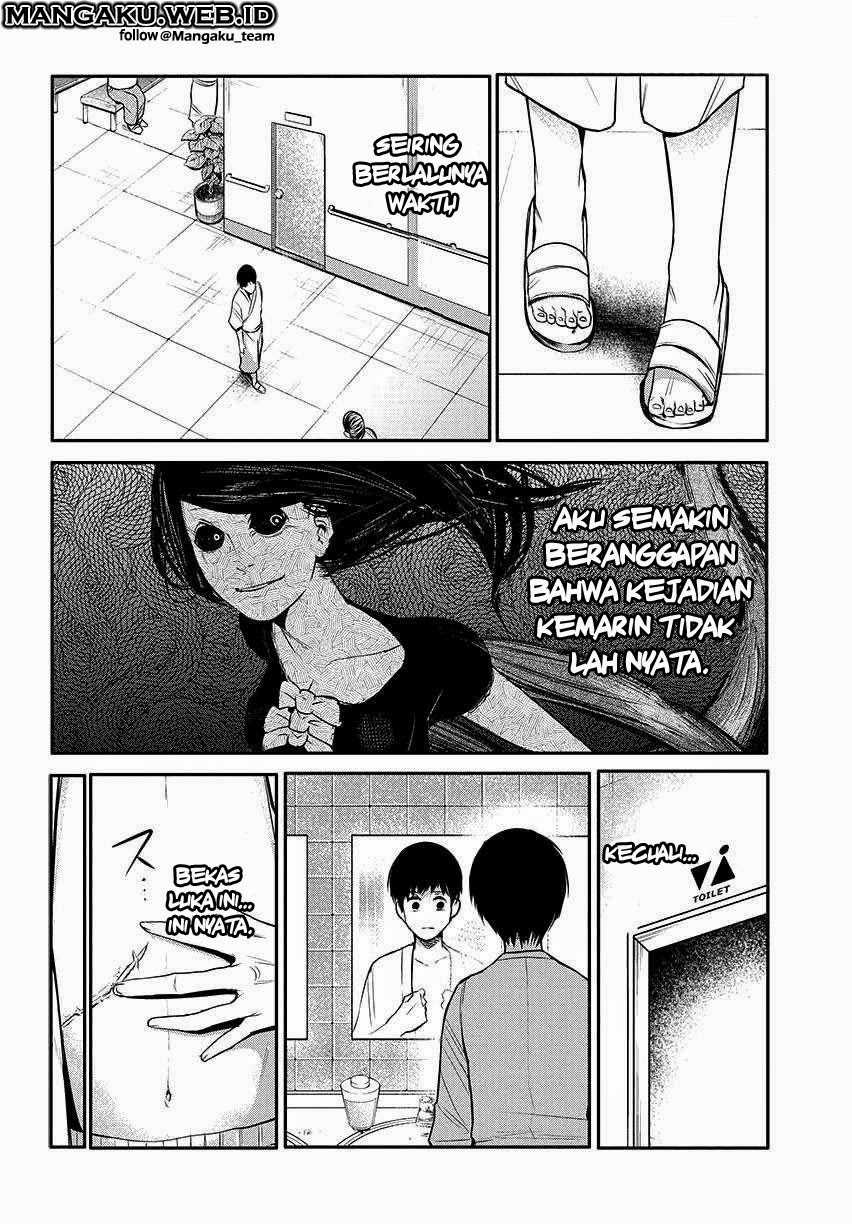 MANGAKU.WEB.ID
follow @Mangaku_team
SEIRING
BERLALUNYA
WAKTU
AKU SEMAKIN
BERANGGAPAN
BAHWA KEJADIAN
KEMARIN TIDAK
LAH NYATA.
KECUALI...
TOILET
ス
BEKAS
LUKA INI...
INI NYATA.